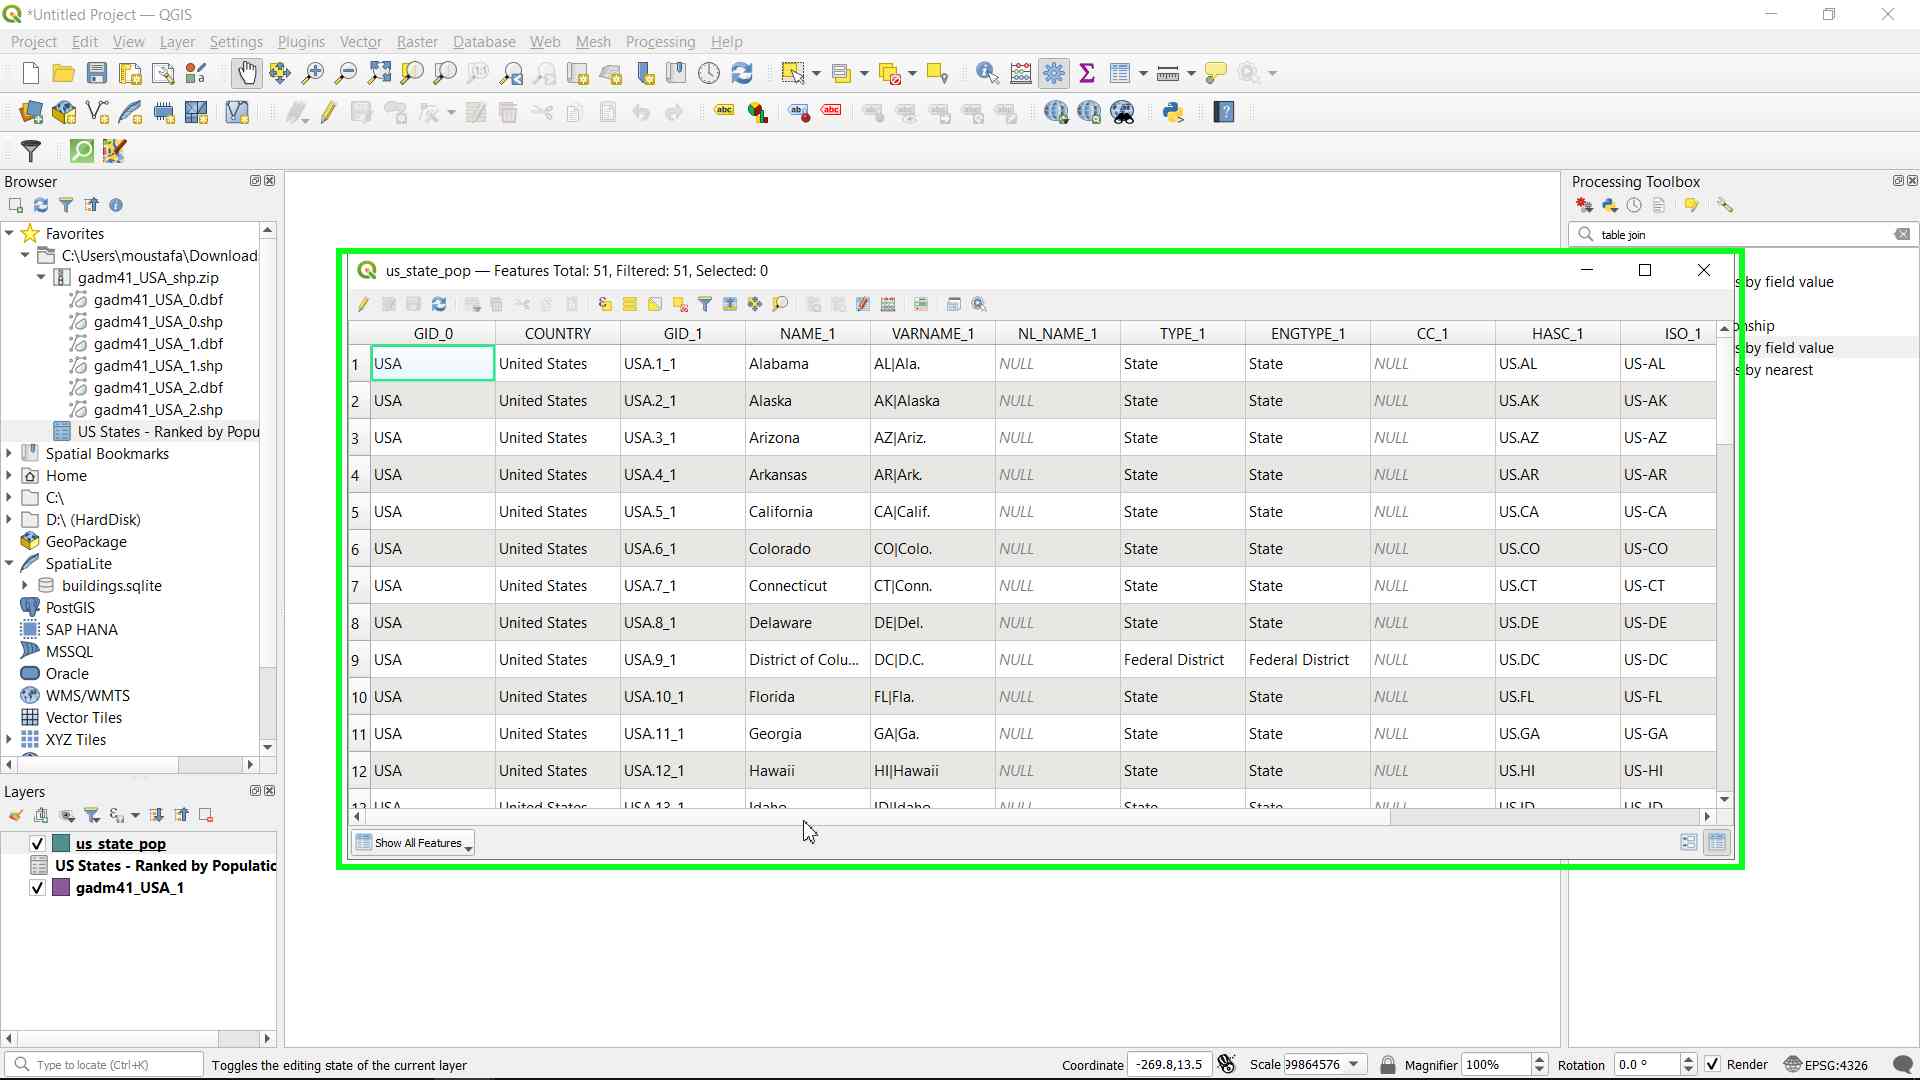 *Untitled Project — QGIS
Project Edit View Layer Settings Plugins Vector Raster Database Web Mesh Processing Help
Browser
Favorites
C:\Users\moustafa\Download
gadm41_USA_shp.zip
gadm41_USA_0.dbf
gadm41_USA_0.shp
gadm41_USA_1.dbf
gadm41_USA_1.shp
gadm41_USA_2.dbf
gadm41_USA_2.shp
US States - Ranked by Popu
Spatial Bookmarks
Home
C:\
D:\ (HardDisk)
GeoPackage
SpatiaLite
buildings.sqlite
PostGIS
SAP HANA
MSSQL
Oracle
WMS/WMTS
Vector Tiles
XYZ Tiles
Layers
us_state_pop
US States - Ranked by Populatic
gadm41_USA_1
us_state_pop — Features Total: 51, Filtered: 51, Selected: 0
GID_0 COUNTRY GID_1 NAME_1 VARNAME_1 NL_NAME_1 TYPE_1 ENGTYPE_1 CC_1 HASC_1 ISO_1
1 USA United States USA.1_1 Alabama AL|Ala. NULL State State NULL US.AL US-AL
2 USA United States USA.2_1 Alaska AK|Alaska NULL State State NULL US.AK US-AK
3 USA United States USA.3_1 Arizona AZ|Ariz. NULL State State NULL US.AZ US-AZ
4 USA United States USA.4_1 Arkansas AR|Ark. NULL State State NULL US.AR US-AR
5 USA United States USA.5_1 California CA|Calif. NULL State State NULL US.CA US-CA
6 USA United States USA.6_1 Colorado CO|Colo. NULL State State NULL US.CO US-CO
7 USA United States USA.7_1 Connecticut CT|Conn. NULL State State NULL US.CT US-CT
8 USA United States USA.8_1 Delaware DE|Del. NULL State State NULL US.DE US-DE
9 USA United States USA.9_1 District of Colu... DC|D.C. NULL Federal District Federal District NULL US.DC US-DC
10 USA United States USA.10_1 Florida FL|Fla. NULL State State NULL US.FL US-FL
11 USA United States USA.11_1 Georgia GA|Ga. NULL State State NULL US.GA US-GA
12 USA United States USA.12_1 Hawaii HI|Hawaii NULL State State NULL US.HI US-HI
13 USA United States USA.13_1 Idaho ID|Idaho NULL State State NULL US.ID US-ID
Show All Features
Processing Toolbox
table join
s by field value
onship
s by field value
s by nearest
Type to locate (Ctrl+K) Toggles the editing state of the current layer Coordinate -269.8,13.5 Scale 99864576 Magnifier 100% Rotation 0.0 ° Render EPSG:4326